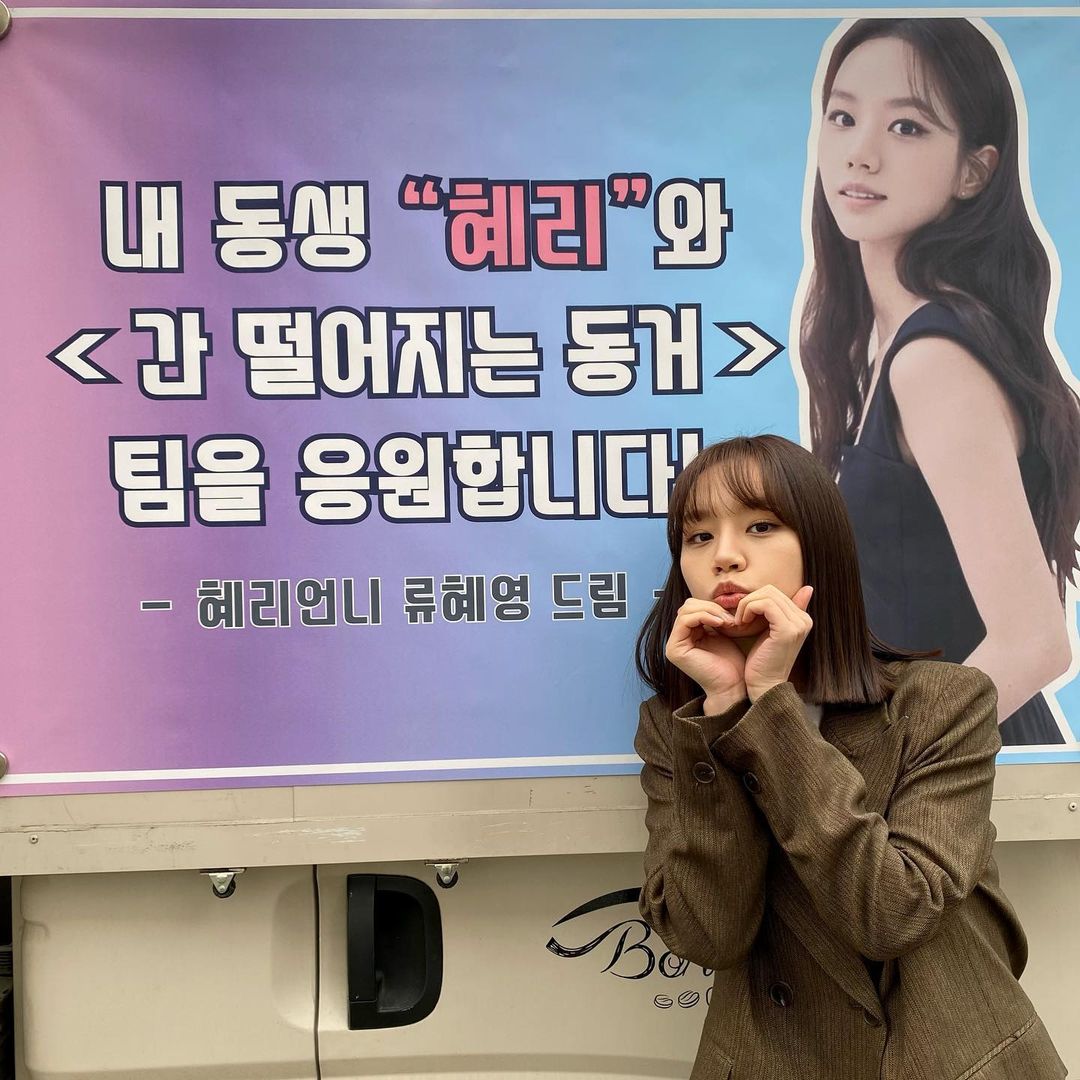 내 동생 “혜리”와
<간 떨어지는 동거>
팀을 응원합니다!
- 혜리언니 류혜영 드림 -